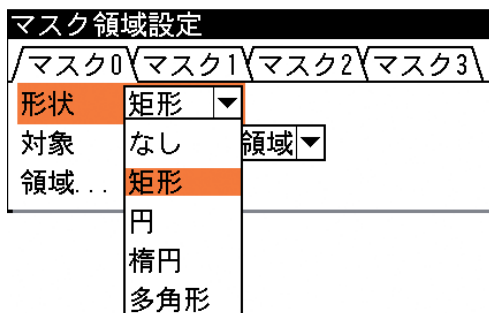 マスク領域設定
マスク0 マスク1 マスク2 マスク3
形状 矩形
対象 なし 領域
領域... 矩形
円
楕円
多角形